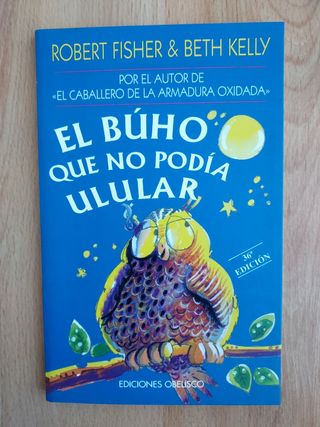 ROBERT FISHER & BETH KELLY
POR EL AUTOR DE
«EL CABALLERO DE LA ARMADURA OXIDADA»
EL BÚHO
QUE NO PODÍA
ULULAR
36ª
EDICIÓN
EDICIONES OBELISCO